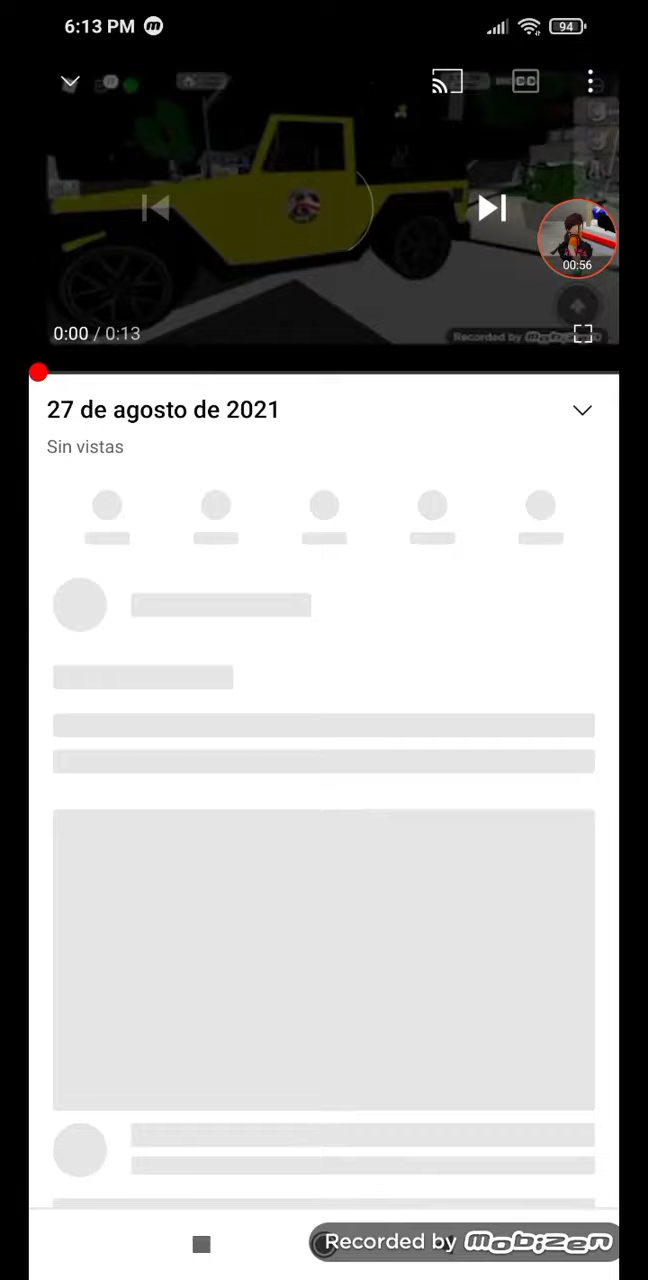 6:13 PM m
94
CC
00:56
0:00 / 0:13
Recorded by
27 de agosto de 2021
Sin vistas
Recorded by mobizen